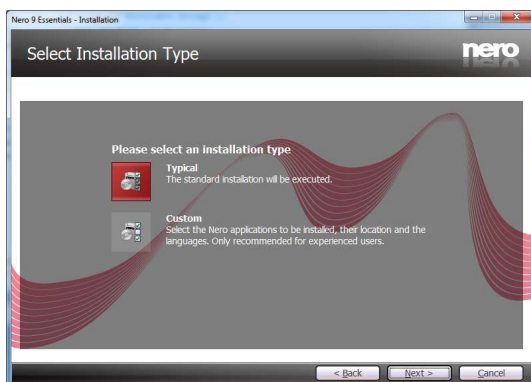 Nero 9 Essentials - Installation
Select Installation Type
nero
Please select an installation type
Typical
The standard installation will be executed.
Custom
Select the Nero applications to be installed, their location and the
languages. Only recommended for experienced users.
< Back
Next >
Cancel